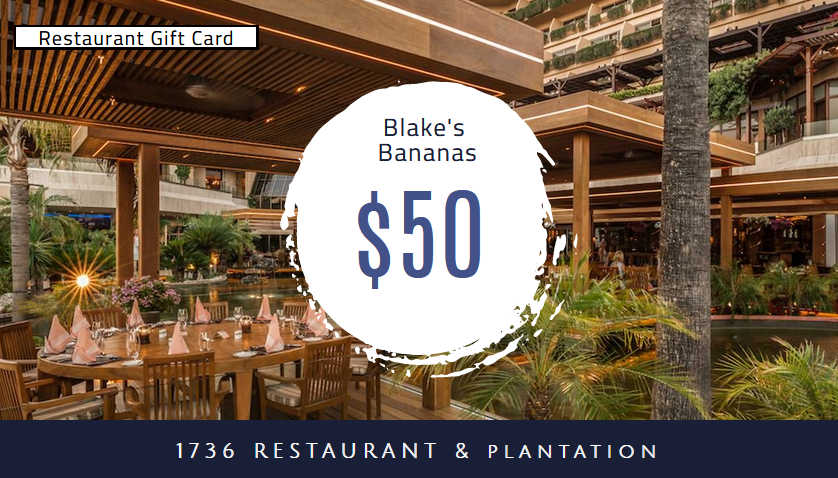 Restaurant Gift Card
Blake's
Bananas
$50
1736 RESTAURANT & PLANTATION